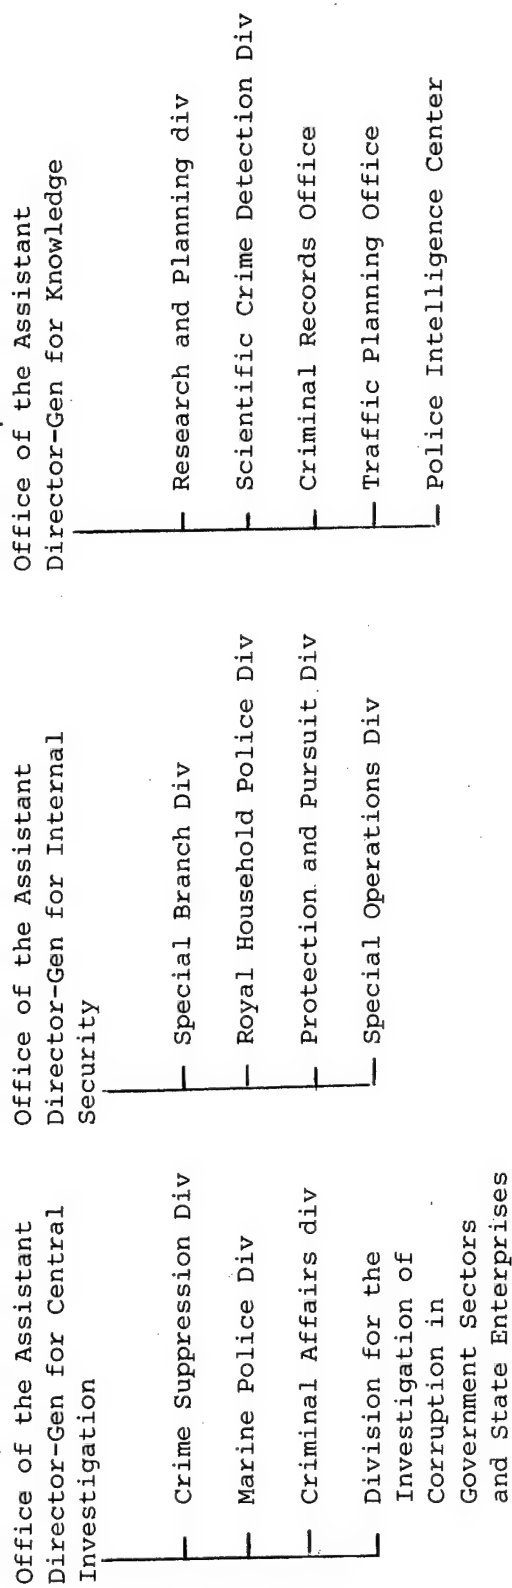 Office of the Assistant
Director-Gen for Central
Investigation
Crime Suppression Div
Marine Police Div
Criminal Affairs div
Division for the
Investigation of
Corruption in
Government Sectors
and State Enterprises
Office of the Assistant
Director-Gen for Internal
Security
Special Branch Div
Royal Household Police Div
Protection and Pursuit Div
Special Operations Div
Office of the Assistant
Director-Gen for Knowledge
Research and Planning div
Scientific Crime Detection Div
Criminal Records Office
Traffic Planning Office
Police Intelligence Center